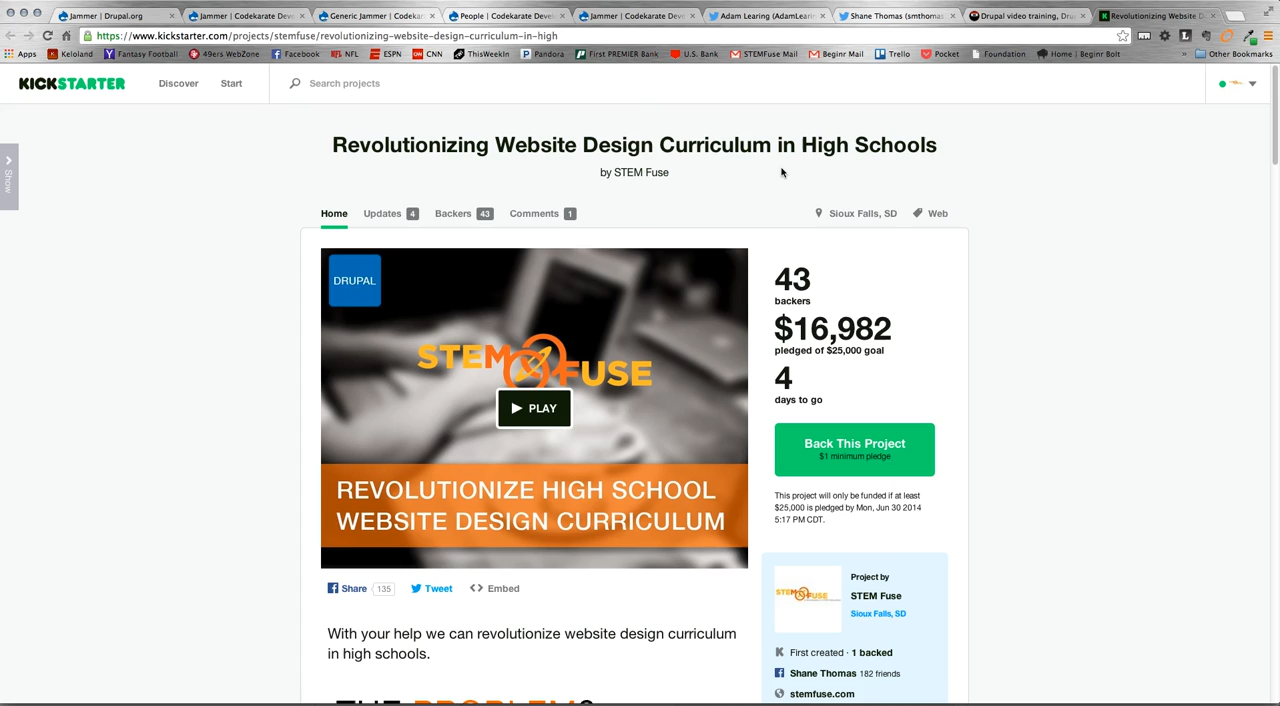 Jammer | Drupal.org
Jammer | Codekarate Deve
Generic Jammer | Codekar
People | Codekarate Deve
Jammer | Codekarate Deve
Adam Learing (AdamLeari
Shane Thomas (smthomas
Drupal video training, Dru
Revolutionizing Website D
https://www.kickstarter.com/projects/stemfuse/revolutionizing-website-design-curriculum-in-high
Apps
Keloland
Fantasy Football
49ers WebZone
Facebook
NFL
ESPN
CNN
ThisWeekIn
Pandora
First PREMIER Bank
U.S. Bank
STEMFuse Mail
Beginr Mail
Trello
Pocket
Foundation
Home | Beginr Bolt
»
Other Bookmarks
KICKSTARTER
Discover
Start
Search projects
Show
Revolutionizing Website Design Curriculum in High Schools
by STEM Fuse
Home
Updates 4
Backers 43
Comments 1
Sioux Falls, SD
Web
DRUPAL
STEM FUSE
PLAY
REVOLUTIONIZE HIGH SCHOOL
WEBSITE DESIGN CURRICULUM
43
backers
$16,982
pledged of $25,000 goal
4
days to go
Back This Project
$1 minimum pledge
This project will only be funded if at least
$25,000 is pledged by Mon, Jun 30 2014
5:17 PM CDT.
Share 135
Tweet
Embed
With your help we can revolutionize website design curriculum
in high schools.
STEM FUSE
Project by
STEM Fuse
Sioux Falls, SD
First created · 1 backed
Shane Thomas 182 friends
stemfuse.com
THE PROBLEM?